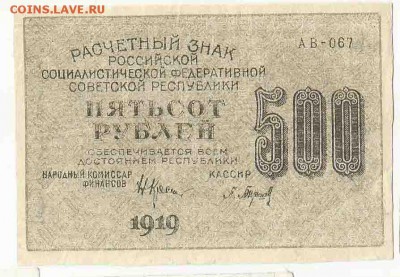 COINS.LAV.RU
РАСЧЕТНЫЙ ЗНАК
АВ-067
РОССИЙСКОЙ
СОЦИАЛИСТИЧЕСКОЙ ФЕДЕРАТИВНОЙ
СОВЕТСКОЙ РЕСПУБЛИКИ
ПЯТЬСОТ
РУБЛЕЙ
500
ОБЕСПЕЧИВАЕТСЯ ВСЕМ
ДОСТОЯНИЕМ РЕСПУБЛИКИ
НАРОДНЫЙ КОМИССАР
ФИНАНСОВ
КАССИР
1919